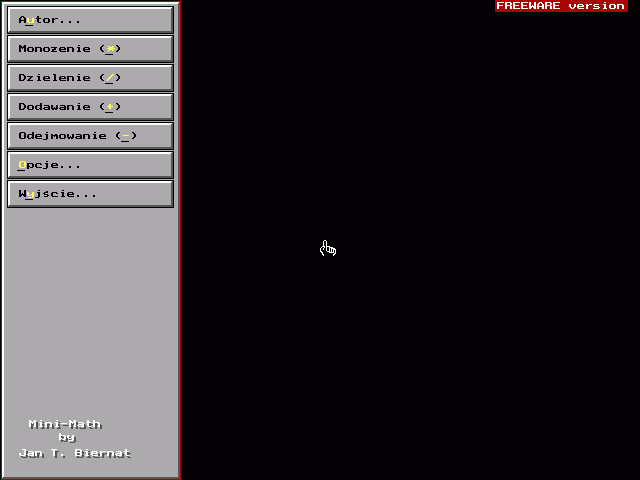 FREEWARE version
Autor...
Monozenie (*)
Dzielenie (/)
Dodawanie (+)
Odejmowanie (-)
Opcje...
Wyjście...
Mini-Math
by
Jan T. Biernat